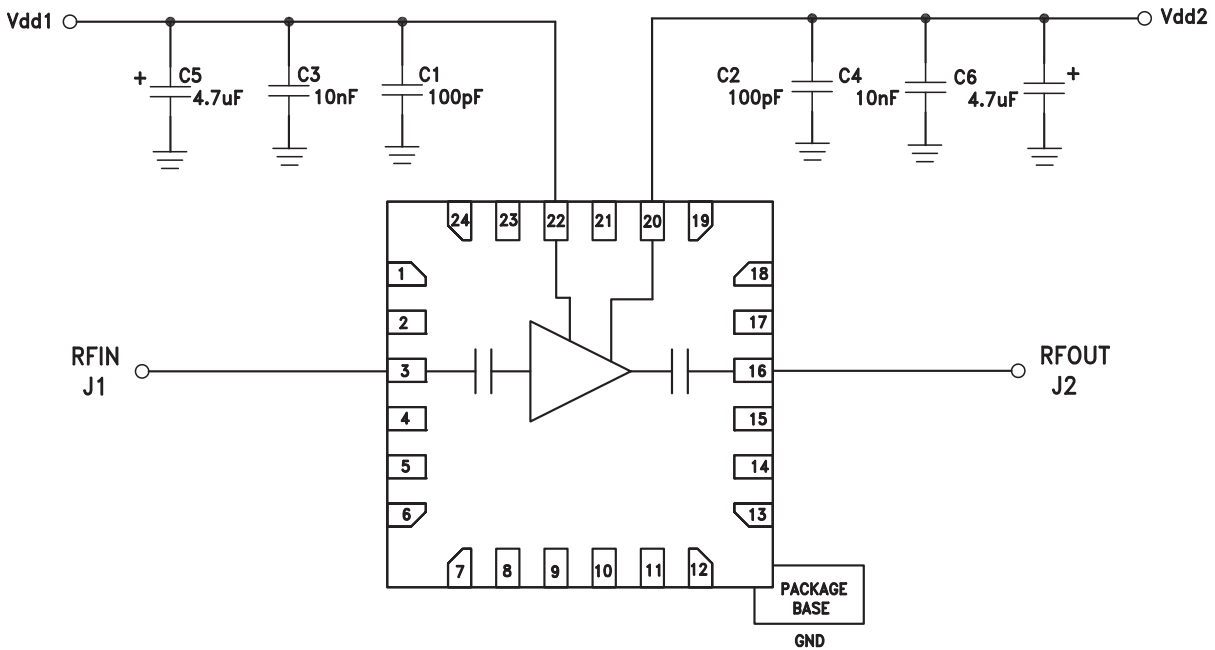 Vdd1
Vdd2
+
C5
4.7uF
C3
10nF
C1
100pF
C2
100pF
C4
10nF
C6
4.7uF
+
24
23
22
21
20
19
1
18
2
17
RFIN
J1
3
16
RFOUT
J2
4
15
5
14
6
13
7
8
9
10
11
12
PACKAGE
BASE
GND